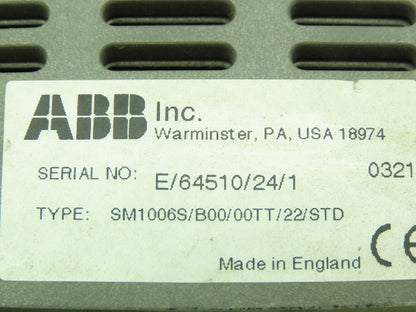 ABB Inc.
Warminster, PA, USA 18974
SERIAL NO: E/64510/24/1 0321
TYPE: SM1006S/B00/00TT/22/STD
Made in England CE